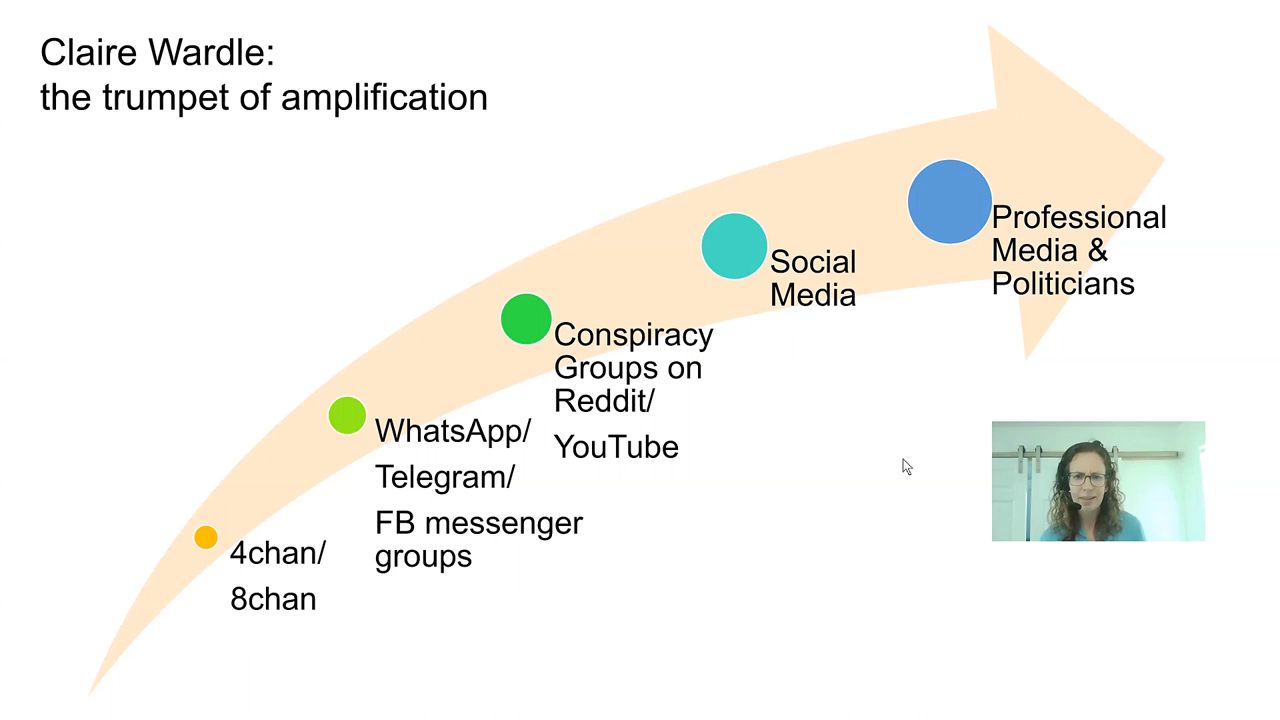 Claire Wardle:
the trumpet of amplification
4chan/
8chan
WhatsApp/
Telegram/
FB messenger
groups
Conspiracy
Groups on
Reddit/
YouTube
Social
Media
Professional
Media &
Politicians